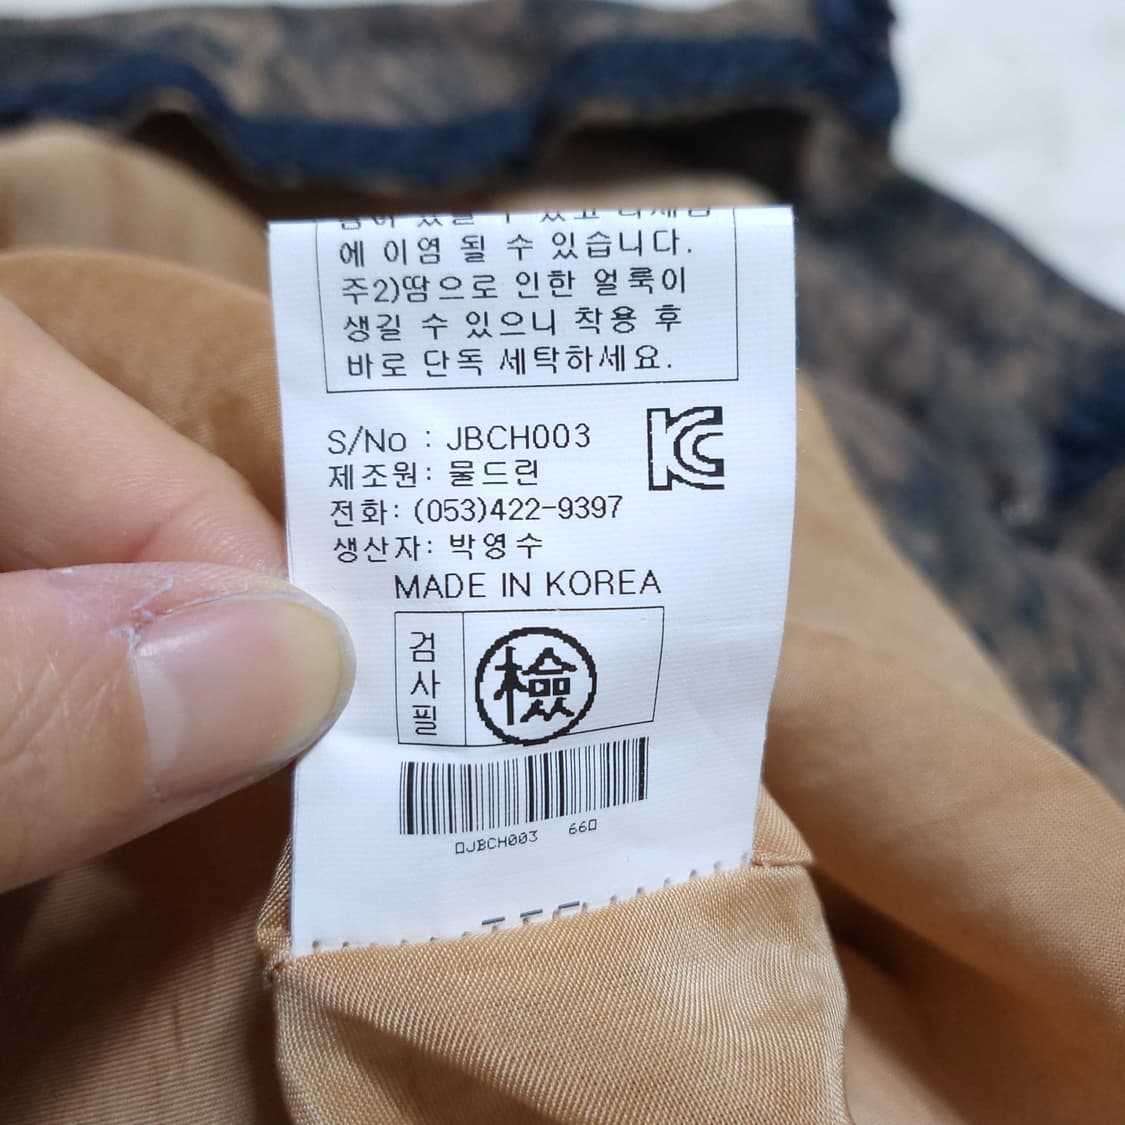 에 이염 될 수 있습니다.
주2)땀으로 인한 얼룩이
생길 수 있으니 착용 후
바로 단독 세탁하세요.
S/No : JBCH003
KC
제조원: 물드린
전화: (053)422-9397
생산자: 박영수
MADE IN KOREA
검사필
檢
JBCH003 66